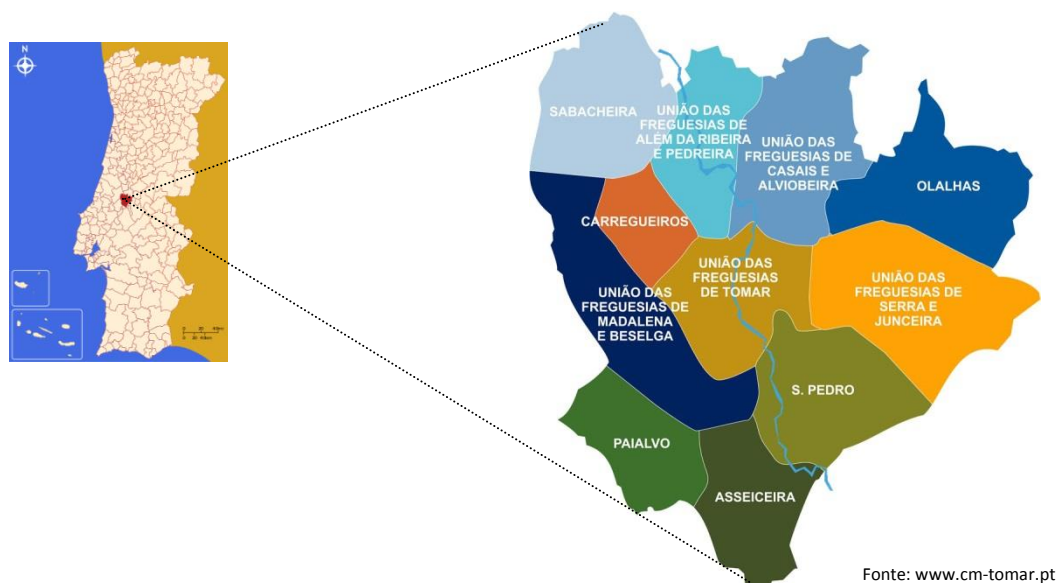 N
SABACHEIRA
UNIÃO DAS
FREGUESIAS DE
ALÉM DA RIBEIRA
E PEDREIRA
UNIÃO DAS
FREGUESIAS DE
CASAIS E
ALVIOBEIRA
OLALHAS
CARREGUEIROS
UNIÃO DAS
FREGUESIAS
DE TOMAR
UNIÃO DAS
FREGUESIAS DE
SERRA E
JUNCEIRA
UNIÃO DAS
FREGUESIAS DE
MADALENA
E BESELGA
S. PEDRO
PAIALVO
ASSEICEIRA
Fonte: www.cm-tomar.pt